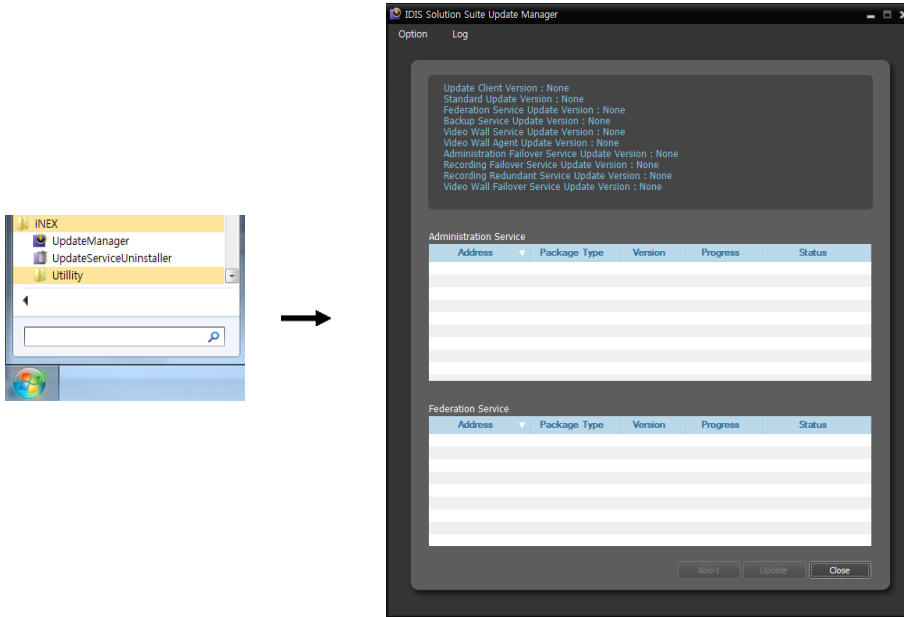 iNEX
UpdateManager
UpdateServiceUninstaller
Utillity
IDIS Solution Suite Update Manager
Option Log
Update Client Version : None
Standard Update Version : None
Federation Service Update Version : None
Backup Service Update Version : None
Video Wall Service Update Version : None
Video Wall Agent Update Version : None
Administration Failover Service Update Version : None
Recording Failover Service Update Version : None
Recording Redundant Service Update Version : None
Video Wall Failover Service Update Version : None
Administration Service
Address Package Type Version Progress Status
Federation Service
Address Package Type Version Progress Status
Abort Update Close